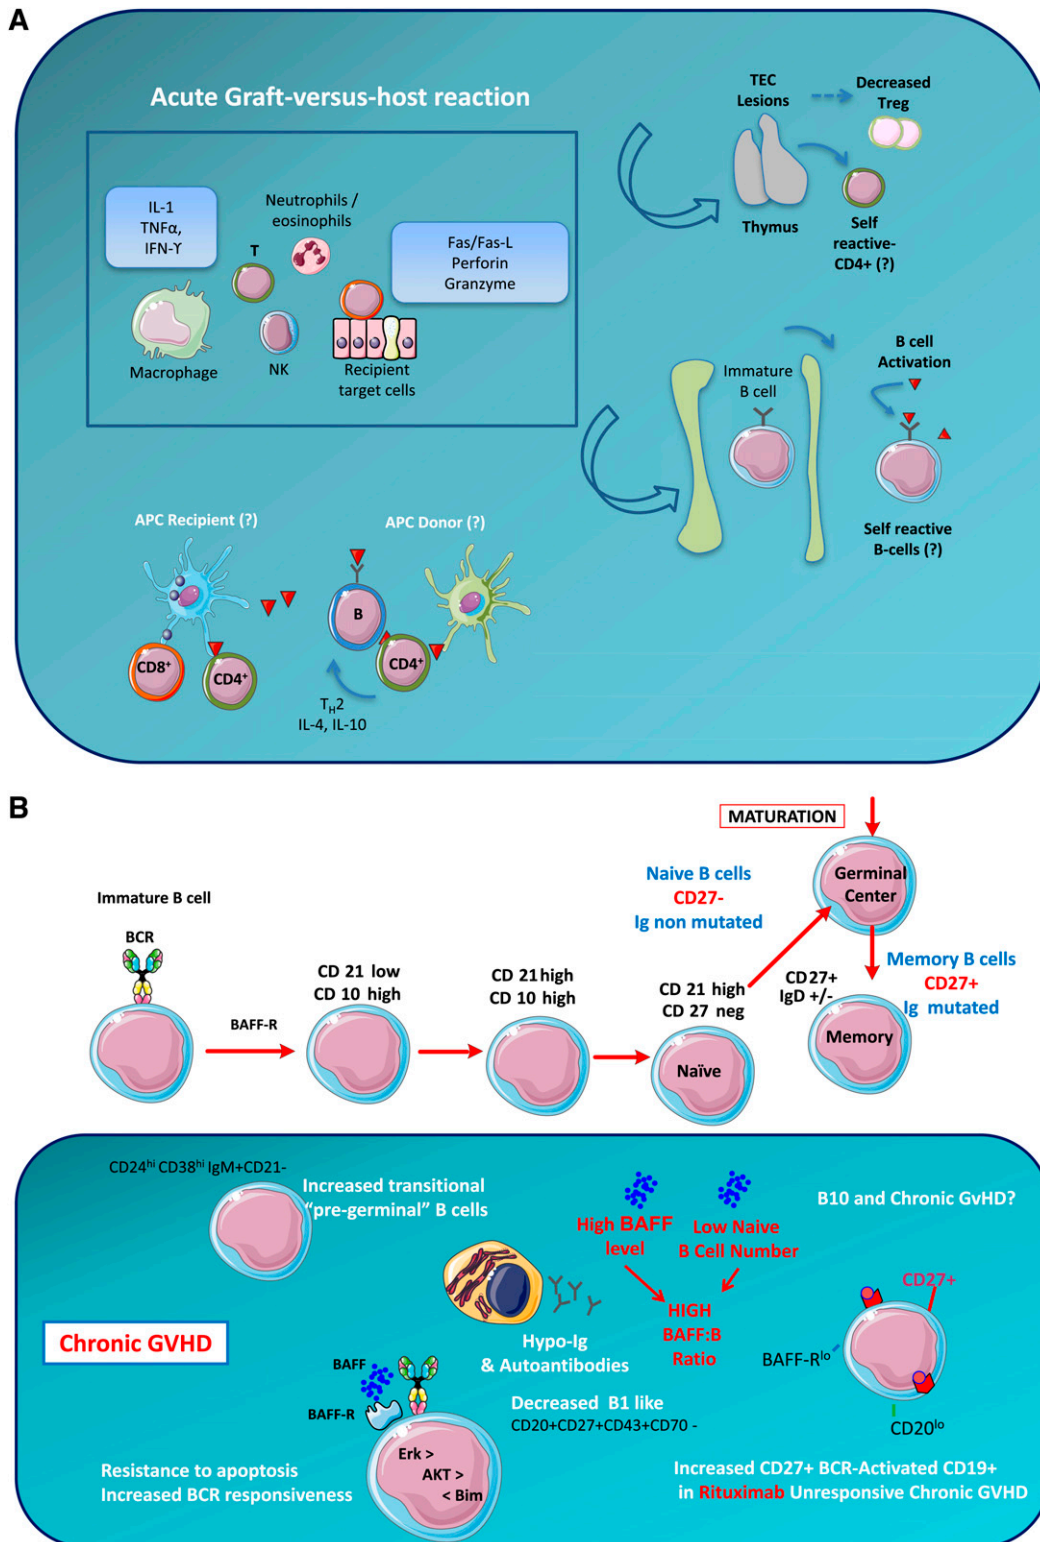 A
Acute Graft-versus-host reaction
IL-1
TNFα,
IFN-ϒ
Neutrophils /
eosinophils
T
Fas/Fas-L
Perforin
Granzyme
Macrophage
NK
Recipient
target cells
TEC
Lesions
Decreased
Treg
Thymus
Self
reactive-
CD4+ (?)
Immature
B cell
B cell
Activation
Self reactive
B-cells (?)
APC Recipient (?)
APC Donor (?)
B
CD8+
CD4+
CD4+
TH2
IL-4, IL-10
B
MATURATION
Germinal
Center
Naive B cells
CD27-
Ig non mutated
Immature B cell
BCR
BAFF-R
CD 21 low
CD 10 high
CD 21 high
CD 10 high
CD 21 high
CD 27 neg
Naïve
CD27+
IgD +/-
Memory B cells
CD27+
Ig mutated
Memory
CD24hi CD38hi IgM+CD21-
Increased transitional
“pre-germinal” B cells
High BAFF
level
Low Naive
B Cell Number
HIGH
BAFF:B
Ratio
B10 and Chronic GvHD?
CD27+
BAFF-Rlo
CD20lo
Chronic GVHD
Hypo-Ig
& Autoantibodies
BAFF
BAFF-R
Decreased B1 like
CD20+CD27+CD43+CD70 -
Erk >
AKT >
< Bim
Resistance to apoptosis
Increased BCR responsiveness
Increased CD27+ BCR-Activated CD19+
in Rituximab Unresponsive Chronic GVHD